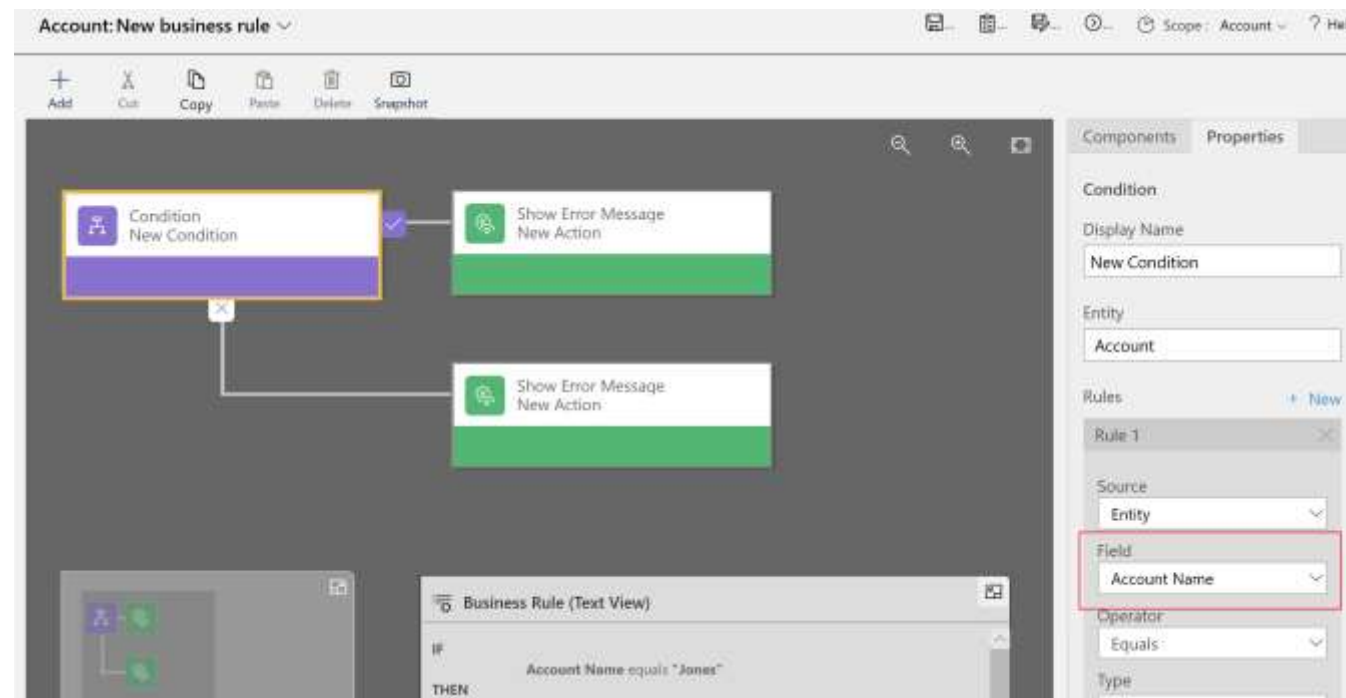 Account: New business rule
Scope : Account
? Hel
Add
Cut
Copy
Paste
Delete
Snapshot
Components
Properties
Condition
New Condition
Show Error Message
New Action
Show Error Message
New Action
Condition
Display Name
New Condition
Entity
Account
Rules
+ New
Rule 1
Source
Entity
Field
Account Name
Operator
Equals
Type
Business Rule (Text View)
IF
Account Name equals "Jones"
THEN